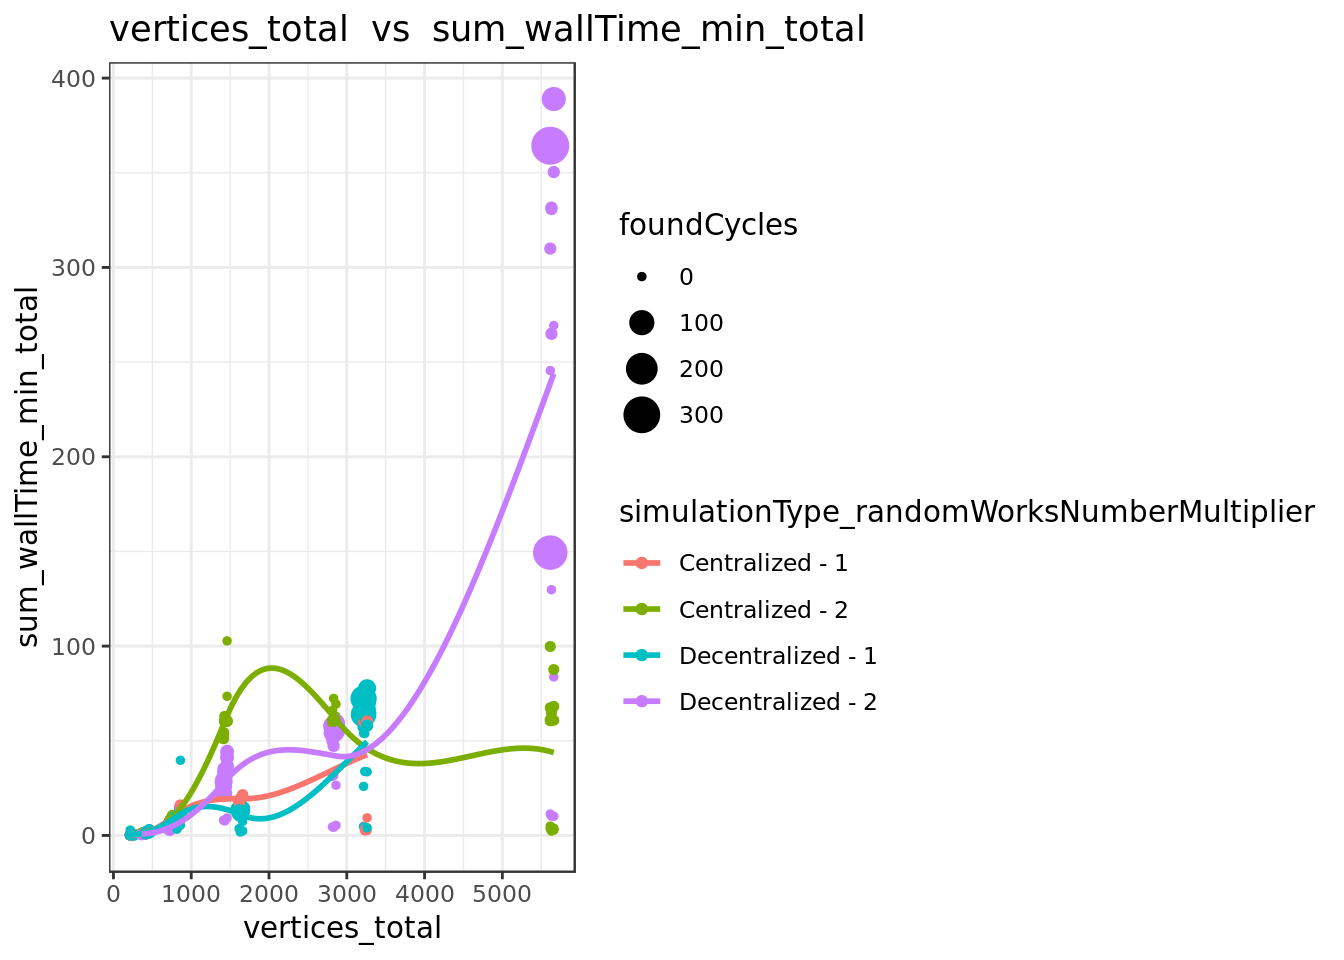 vertices_total  vs  sum_wallTime_min_total
sum_wallTime_min_total
400
300
200
100
0
0 1000 2000 3000 4000 5000
vertices_total
foundCycles
0
100
200
300
simulationType_randomWorksNumberMultiplier
Centralized - 1
Centralized - 2
Decentralized - 1
Decentralized - 2